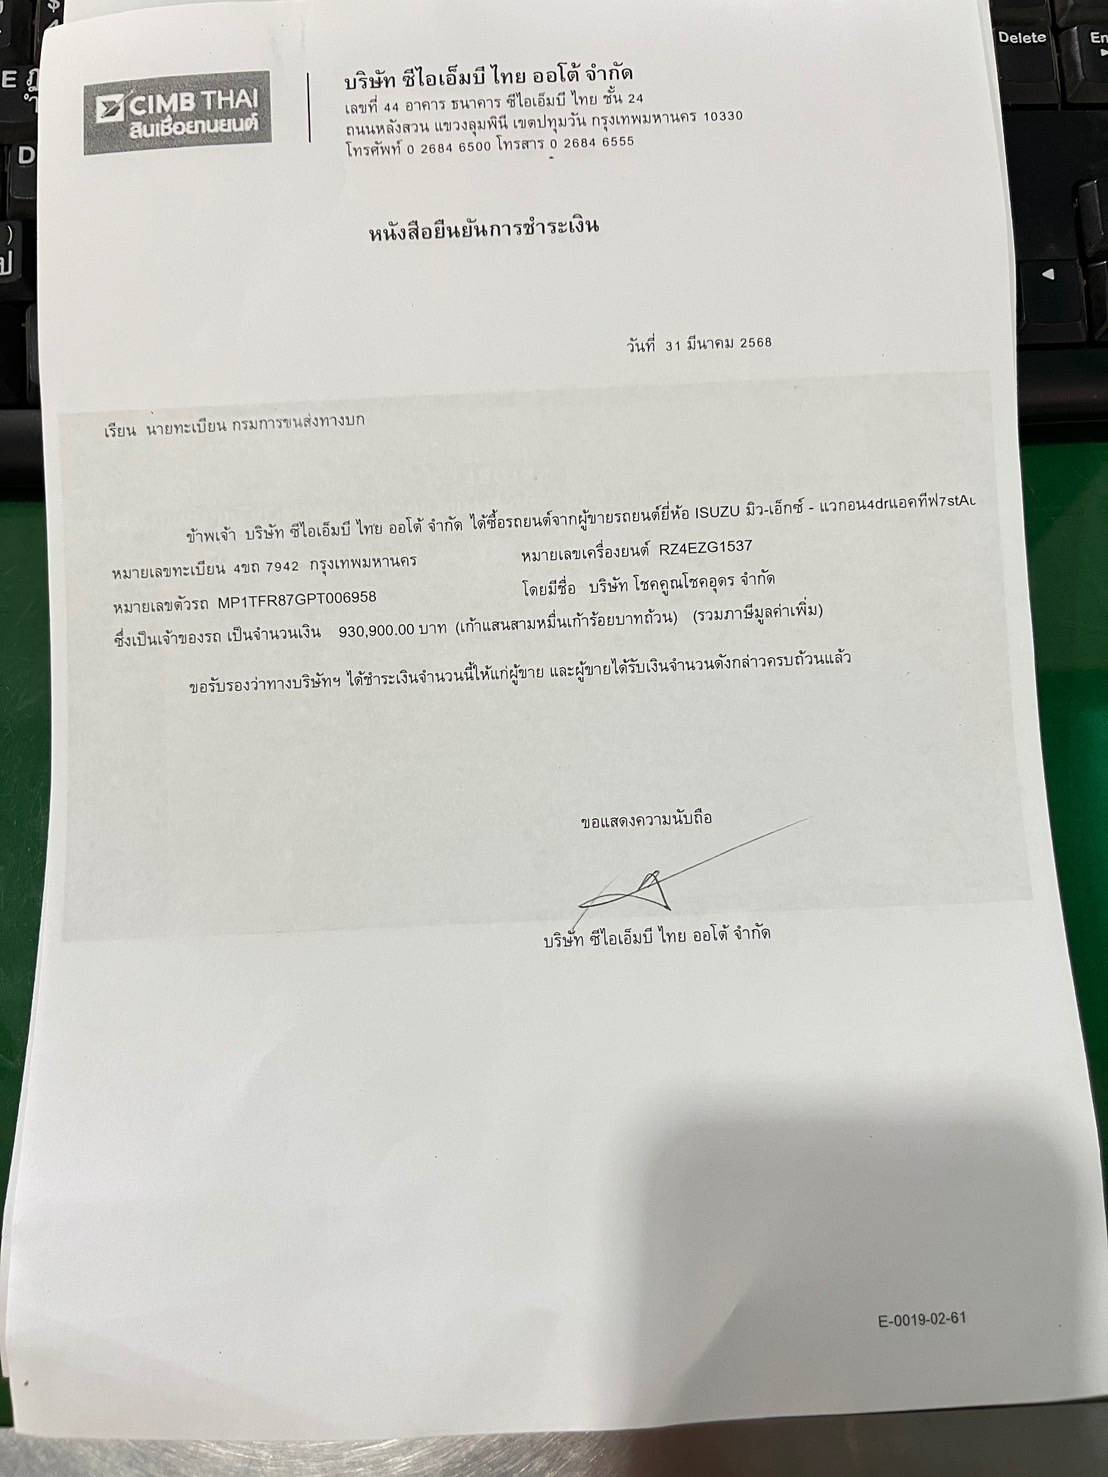 CIMB THAI
สินเชื่อยานยนต์
บริษัท ซีไอเอ็มบี ไทย ออโต้ จำกัด
เลขที่ 44 อาคาร ธนาคาร ซีไอเอ็มบี ไทย ชั้น 24
ถนนหลังสวน แขวงลุมพินี เขตปทุมวัน กรุงเทพมหานคร 10330
โทรศัพท์ 0 2684 6500 โทรสาร 0 2684 6555
หนังสือยืนยันการชำระเงิน
วันที่ 31 มีนาคม 2568
เรียน นายทะเบียน กรมการขนส่งทางบก
ข้าพเจ้า บริษัท ซีไอเอ็มบี ไทย ออโต้ จำกัด ได้ซื้อรถยนต์จากผู้ขายรถยนต์ยี่ห้อ ISUZU มิว-เอ็กซ์ - แวกอน4drแอคทีฟ7stAu
หมายเลขทะเบียน 4ขถ 7942 กรุงเทพมหานคร หมายเลขเครื่องยนต์ RZ4EZG1537
หมายเลขตัวรถ MP1TFR87GPT006958 โดยมีชื่อ บริษัท โชคคูณโชคอุดร จำกัด
ซึ่งเป็นเจ้าของรถ เป็นจำนวนเงิน 930,900.00 บาท (เก้าแสนสามหมื่นเก้าร้อยบาทถ้วน) (รวมภาษีมูลค่าเพิ่ม)
ขอรับรองว่าทางบริษัทฯ ได้ชำระเงินจำนวนนี้ให้แก่ผู้ขาย และผู้ขายได้รับเงินจำนวนดังกล่าวครบถ้วนแล้ว
ขอแสดงความนับถือ
บริษัท ซีไอเอ็มบี ไทย ออโต้ จำกัด
E-0019-02-61
Delete